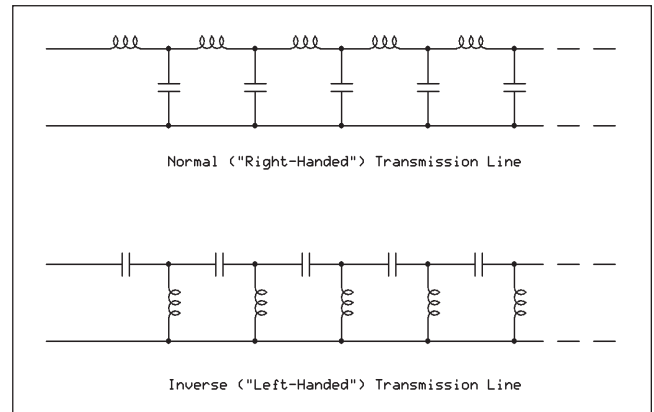 Normal ("Right-Handed") Transmission Line
Inverse ("Left-Handed") Transmission Line